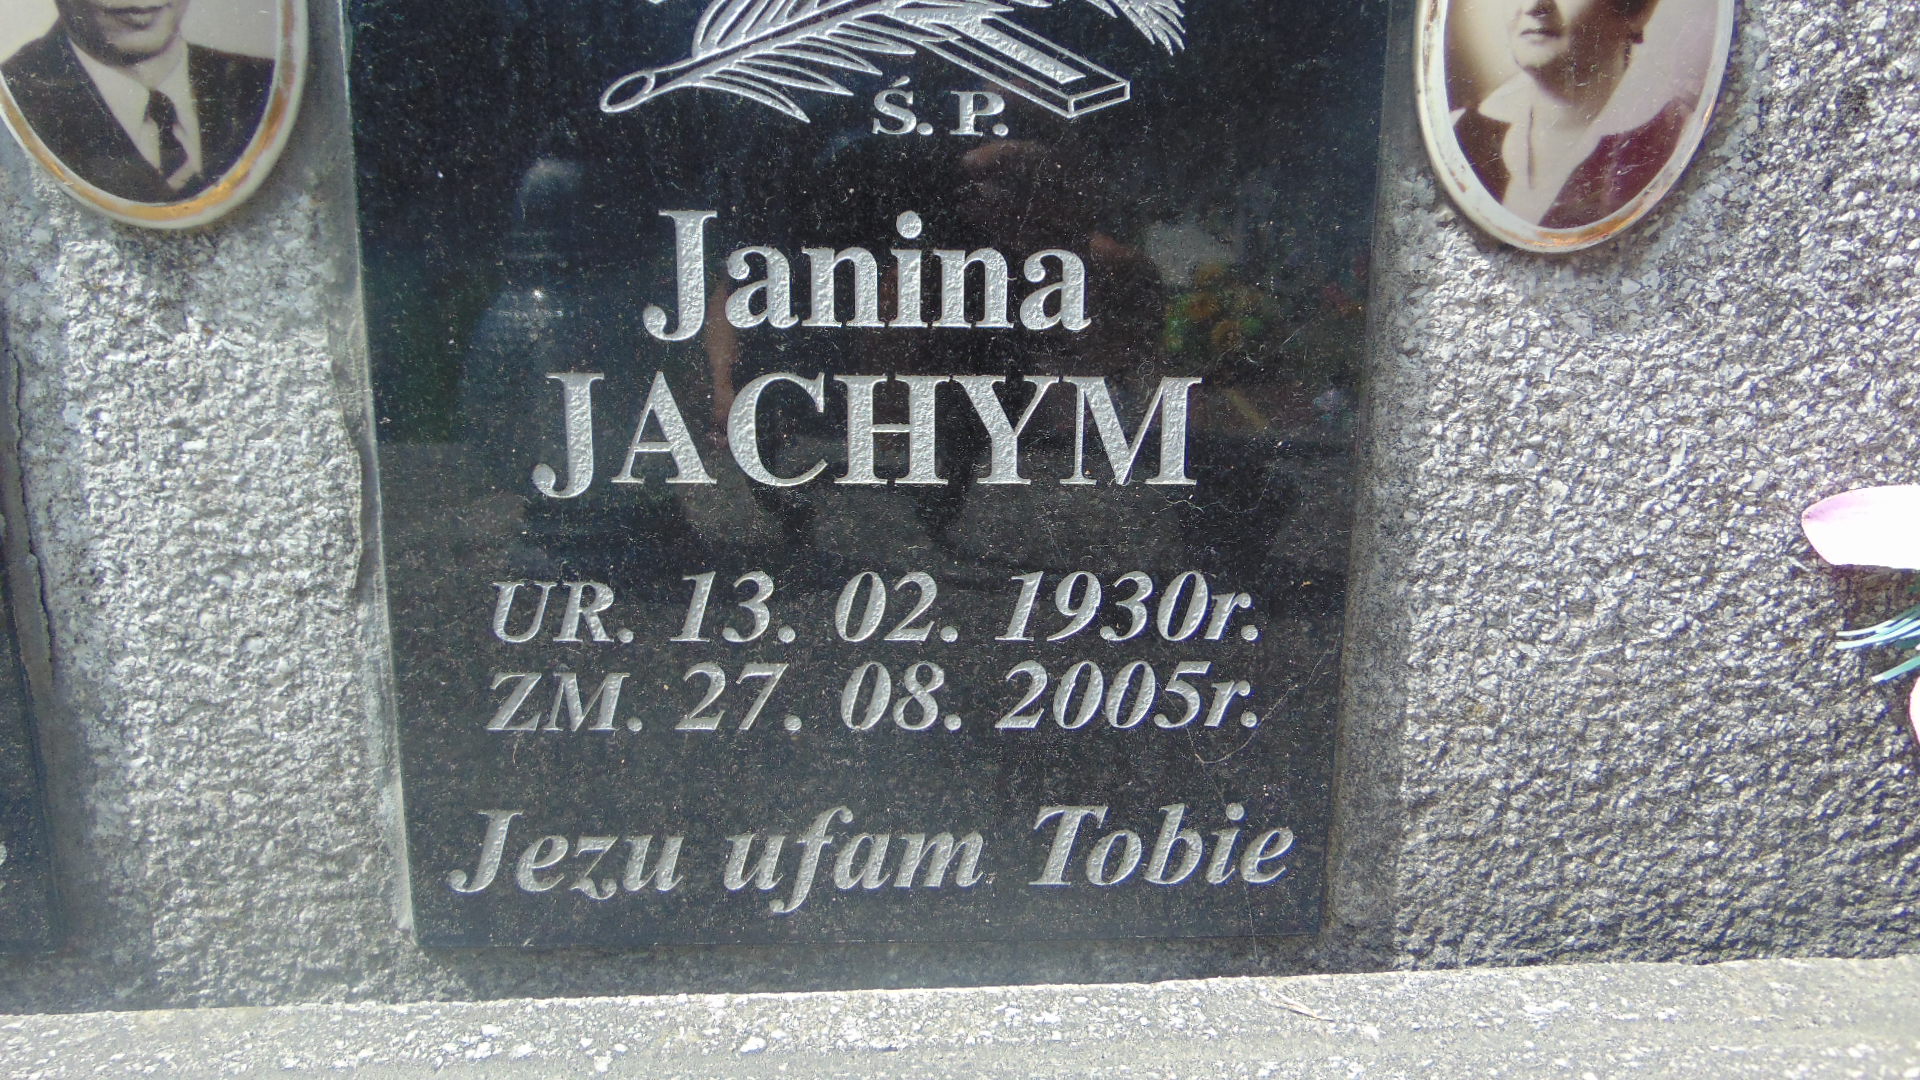 Ś. P.
Janina
JACHYM
UR. 13. 02. 1930r.
ZM. 27. 08. 2005r.
Jezu ufam Tobie